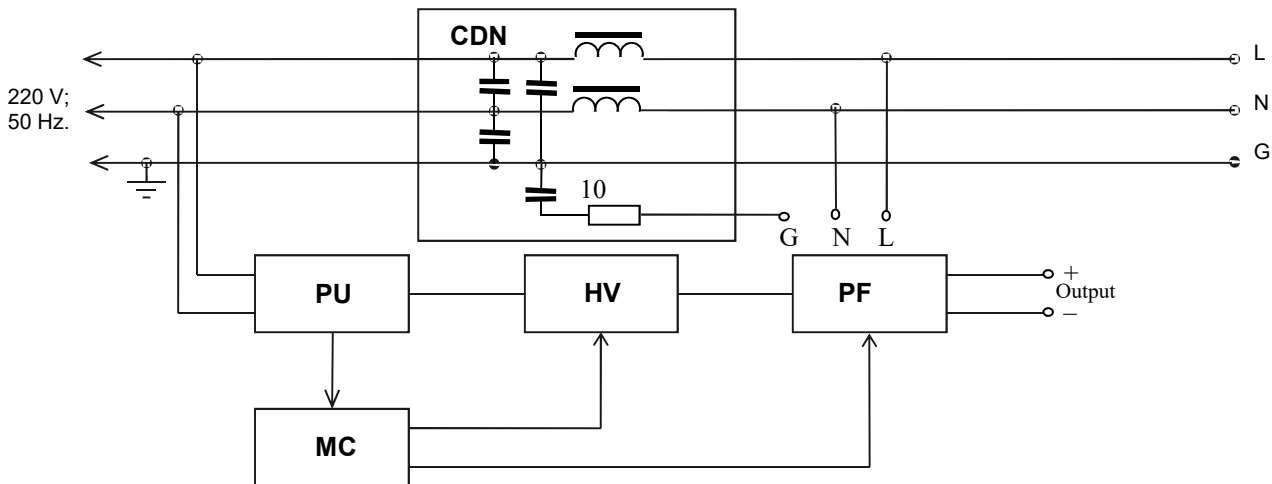 CDN
L
220 V;
50 Hz.
N
G
10
G N L
PU
HV
PF
+
Output
–
MC